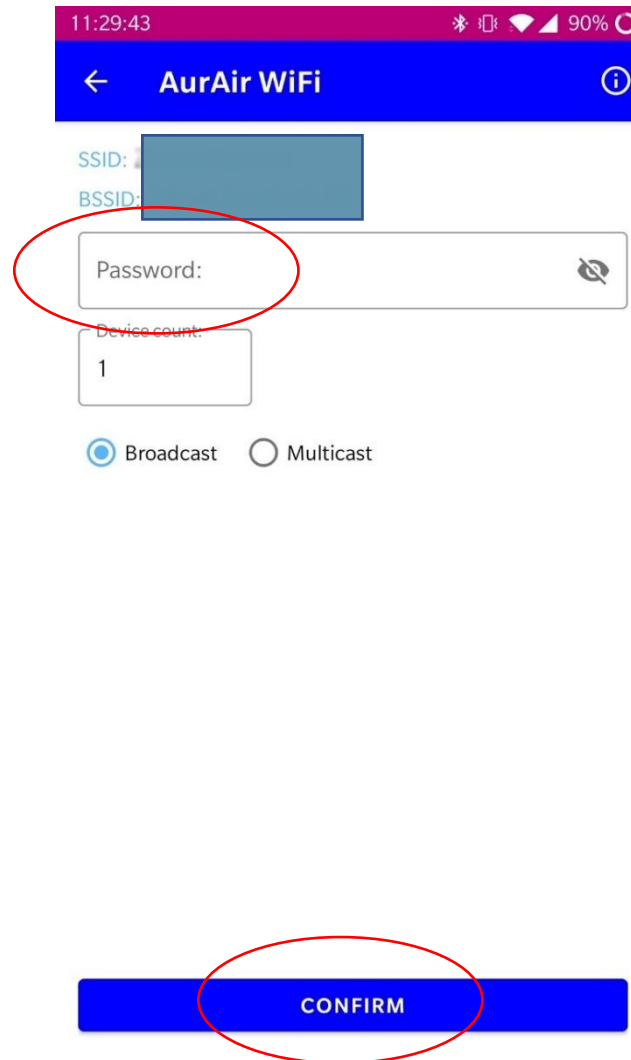 11:29:43 90%
AurAir WiFi
SSID:
BSSID:
Password:
Device count:
1
Broadcast Multicast
CONFIRM